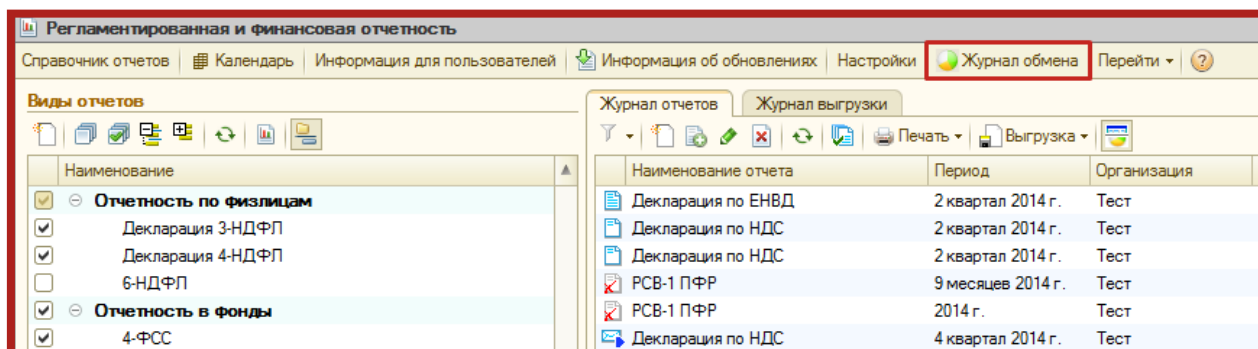 Регламентированная и финансовая отчетность
Справочник отчетов Календарь Информация для пользователей Информация об обновлениях Настройки Журнал обмена Перейти ?
Виды отчетов
Журнал отчетов Журнал выгрузки
Печать Выгрузка
Наименование Наименование отчета Период Организация
Отчетность по физлицам Декларация по ЕНВД 2 квартал 2014 г. Тест
Декларация 3-НДФЛ Декларация по НДС 2 квартал 2014 г. Тест
Декларация 4-НДФЛ Декларация по НДС 2 квартал 2014 г. Тест
6-НДФЛ РСВ-1 ПФР 9 месяцев 2014 г. Тест
Отчетность в фонды РСВ-1 ПФР 2014 г. Тест
4-ФСС Декларация по НДС 4 квартал 2014 г. Тест